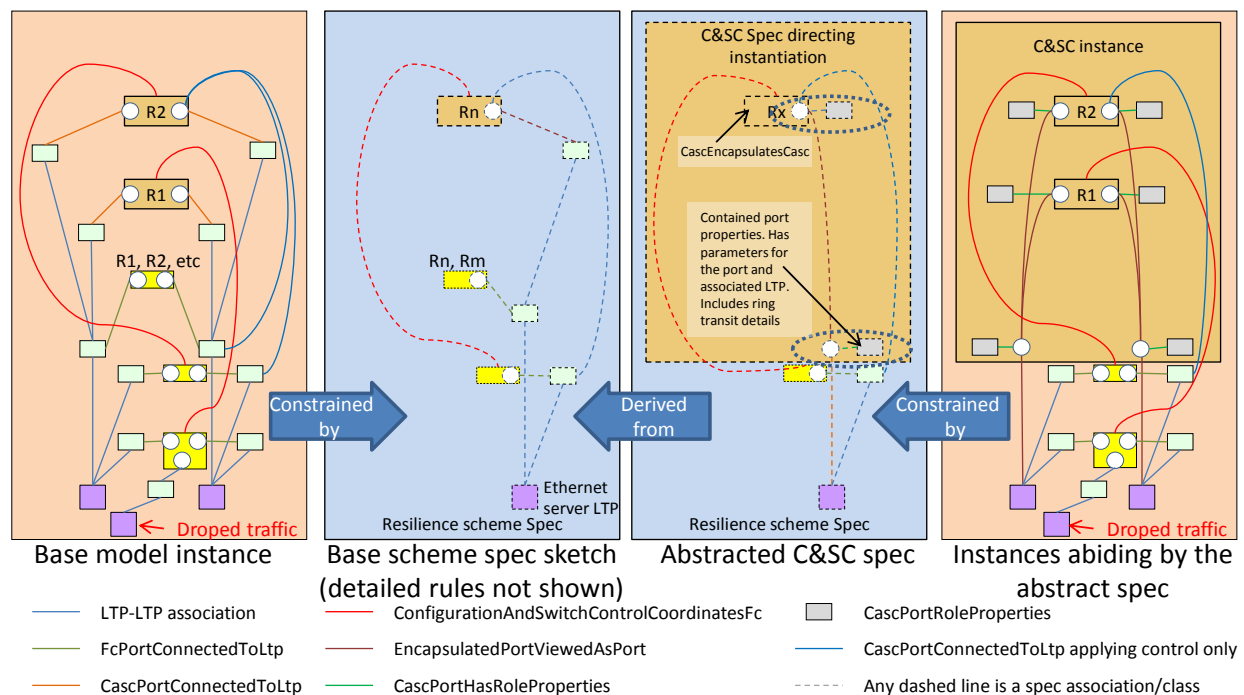 R2
R1
R1, R2, etc
Droped traffic
Base model instance
Rn
Rn, Rm
Ethernet
server LTP
Resilience scheme Spec
Base scheme spec sketch
(detailed rules not shown)
C&SC Spec directing
instantiation
Rx
CascEncapsulatesCasc
Contained port
properties. Has
parameters for
the port and
associated LTP.
Includes ring
transit details
Resilience scheme Spec
Abstracted C&SC spec
C&SC instance
R2
R1
Droped traffic
Instances abiding by the
abstract spec
Constrained
by
Derived
from
Constrained
by
LTP-LTP association
FcPortConnectedToLtp
CascPortConnectedToLtp
ConfigurationAndSwitchControlCoordinatesFc
EncapsulatedPortViewedAsPort
CascPortHasRoleProperties
CascPortRoleProperties
CascPortConnectedToLtp applying control only
Any dashed line is a spec association/class